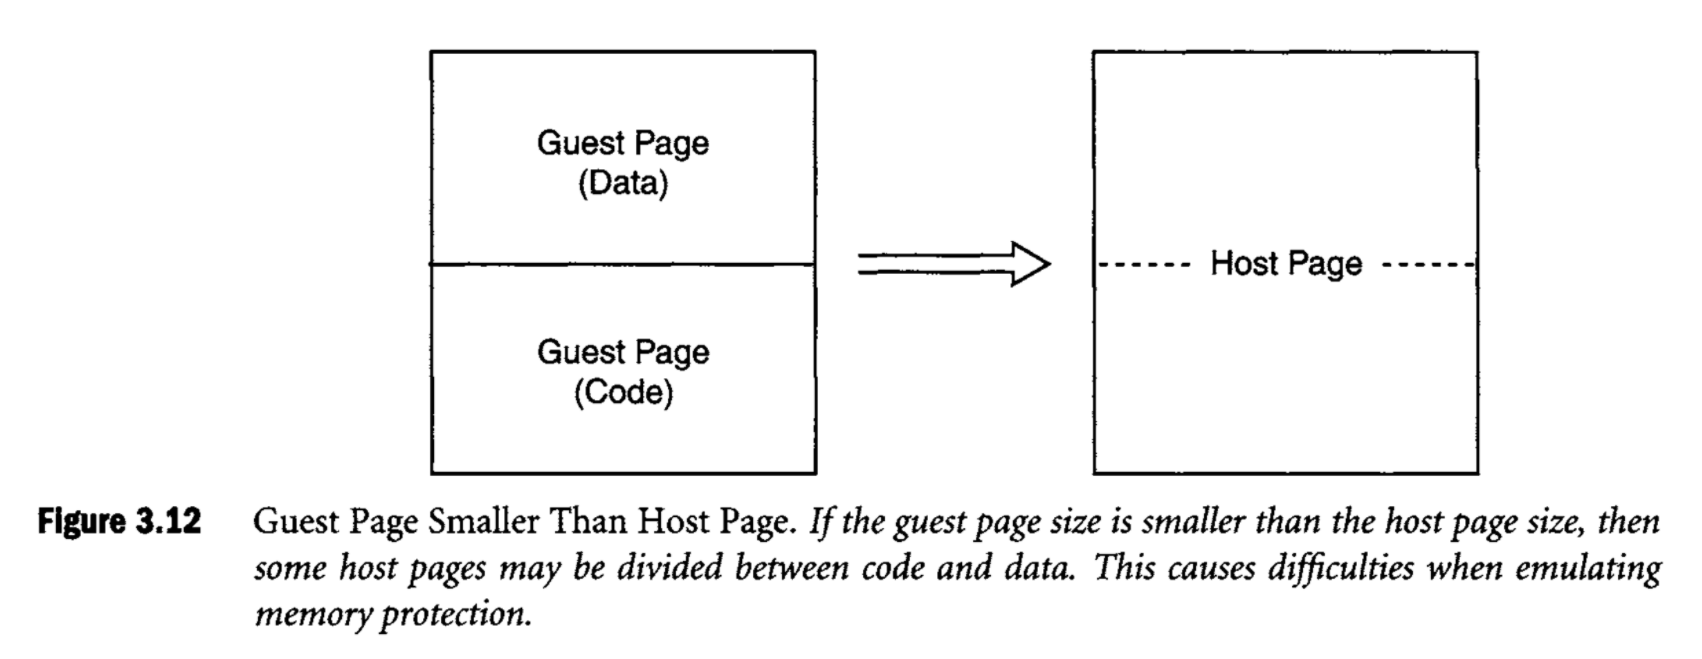 Guest Page
(Data)
Guest Page
(Code)
Host Page
Figure 3.12 Guest Page Smaller Than Host Page. If the guest page size is smaller than the host page size, then
some host pages may be divided between code and data. This causes difficulties when emulating
memory protection.